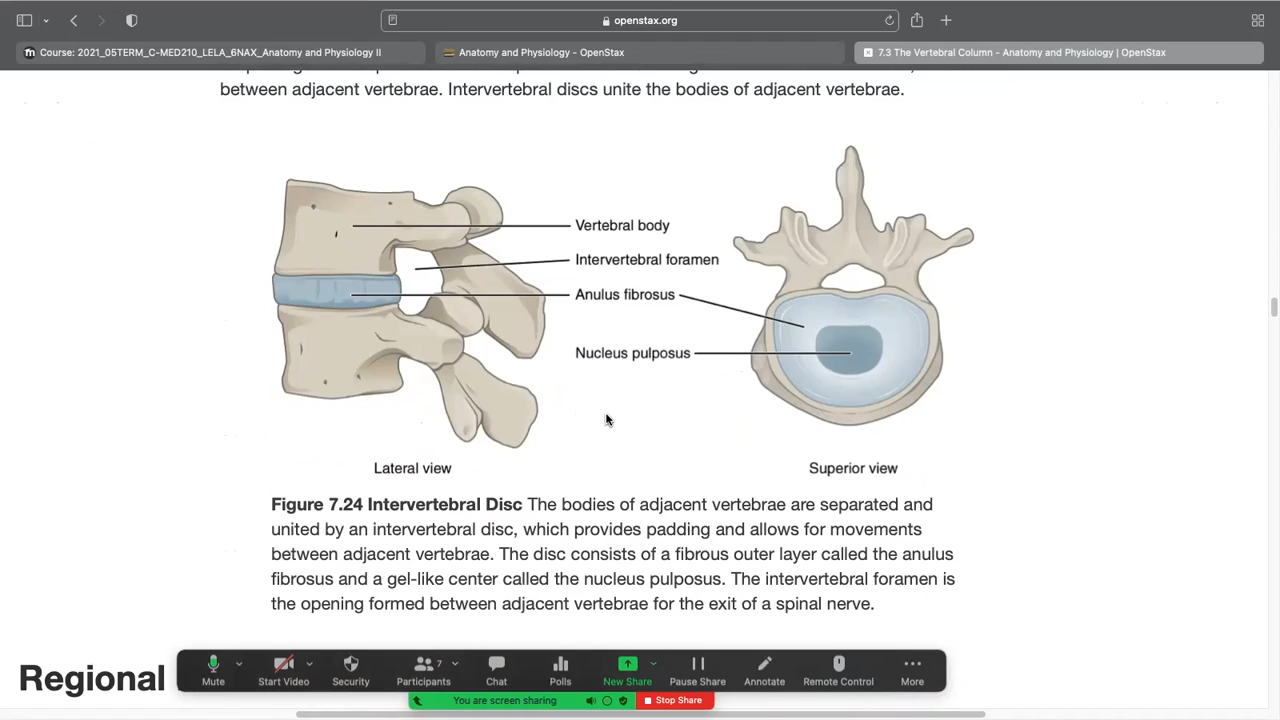 openstax.org
Course: 2021_05TERM_C-MED210_LELA_6NAX_Anatomy and Physiology II
Anatomy and Physiology - OpenStax
7.3 The Vertebral Column - Anatomy and Physiology | OpenStax
between adjacent vertebrae. Intervertebral discs unite the bodies of adjacent vertebrae.
Vertebral body
Intervertebral foramen
Anulus fibrosus
Nucleus pulposus
Lateral view
Superior view
Figure 7.24 Intervertebral Disc The bodies of adjacent vertebrae are separated and
united by an intervertebral disc, which provides padding and allows for movements
between adjacent vertebrae. The disc consists of a fibrous outer layer called the anulus
fibrosus and a gel-like center called the nucleus pulposus. The intervertebral foramen is
the opening formed between adjacent vertebrae for the exit of a spinal nerve.
Regional
7
Mute
Start Video
Security
Participants
Chat
Polls
New Share
Pause Share
Annotate
Remote Control
More
You are screen sharing
Stop Share